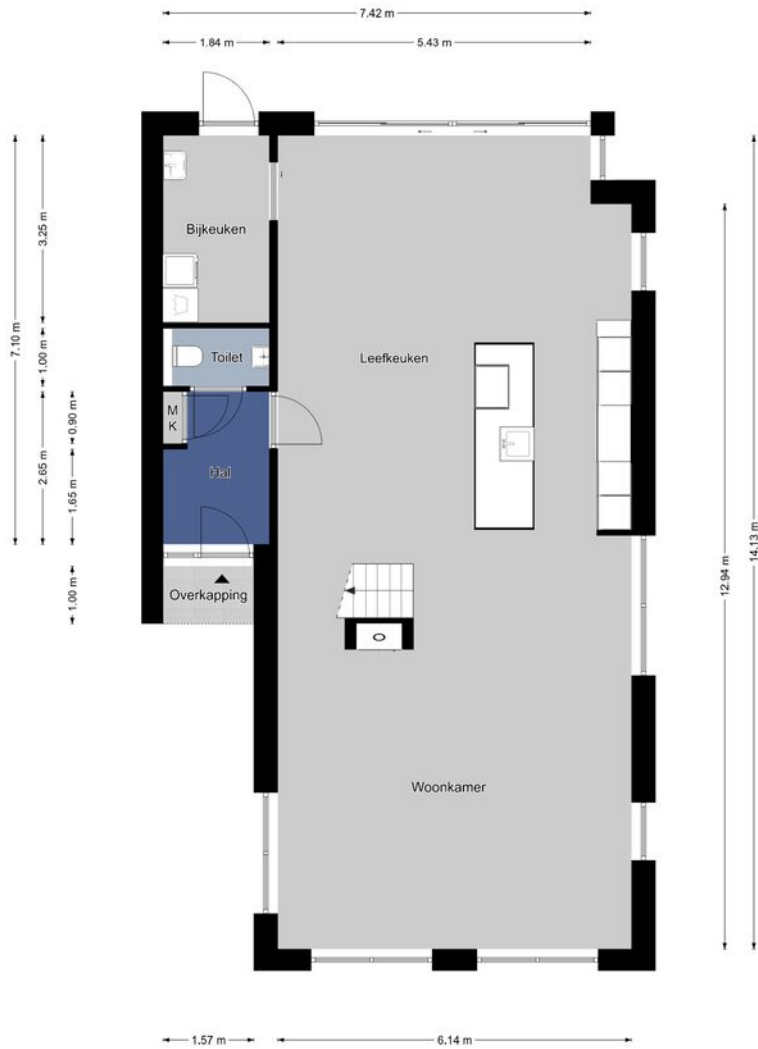 7.42 m
1.84 m
5.43 m
Bijkeuken
3.25 m
7.10 m
Leefkeuken
Toilet
1.00 m
M
K
0.90 m
2.65 m
Hal
1.65 m
Overkapping
1.00 m
12.94 m
14.13 m
Woonkamer
1.57 m
6.14 m